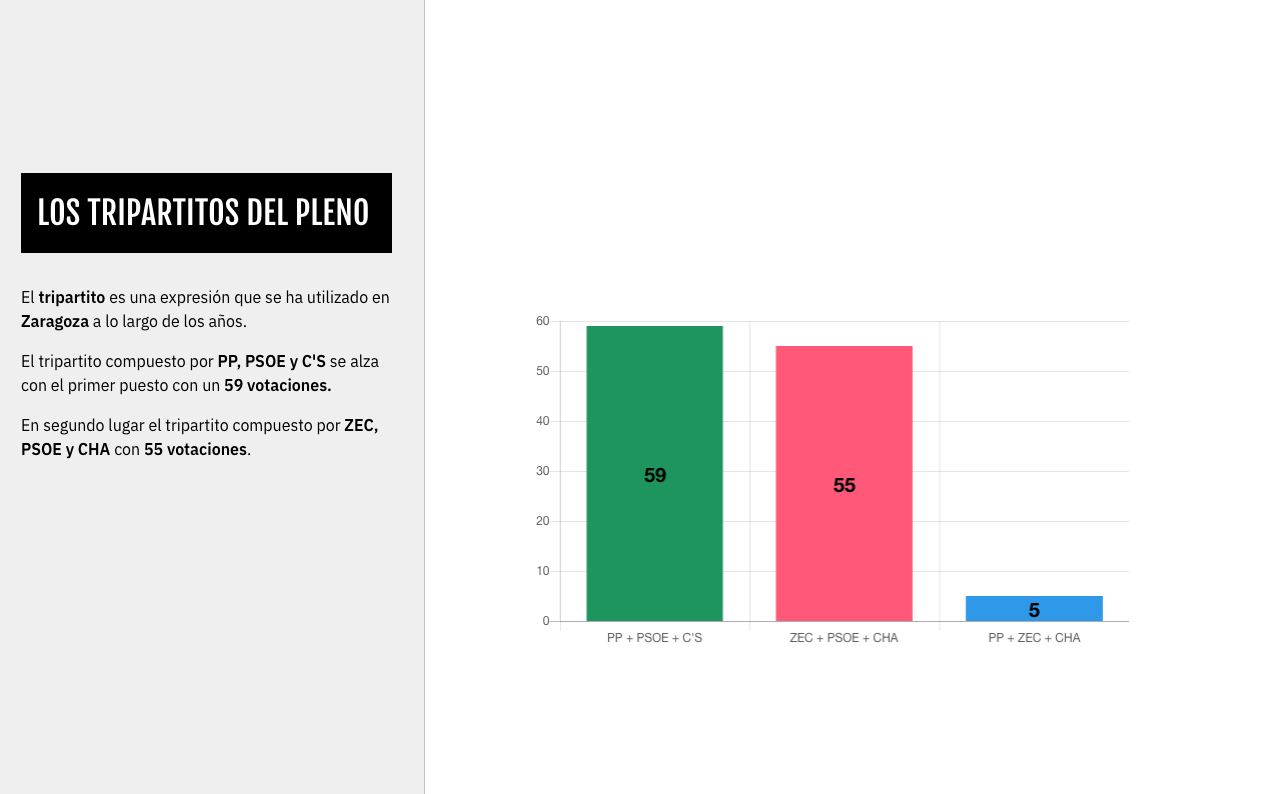 LOS TRIPARTITOS DEL PLENO
El tripartito es una expresión que se ha utilizado en
Zaragoza a lo largo de los años.
El tripartito compuesto por PP, PSOE y C'S se alza
con el primer puesto con un 59 votaciones.
En segundo lugar el tripartito compuesto por ZEC,
PSOE y CHA con 55 votaciones.
60
50
40
30
20
10
0
59
55
5
PP + PSOE + C'S
ZEC + PSOE + CHA
PP + ZEC + CHA